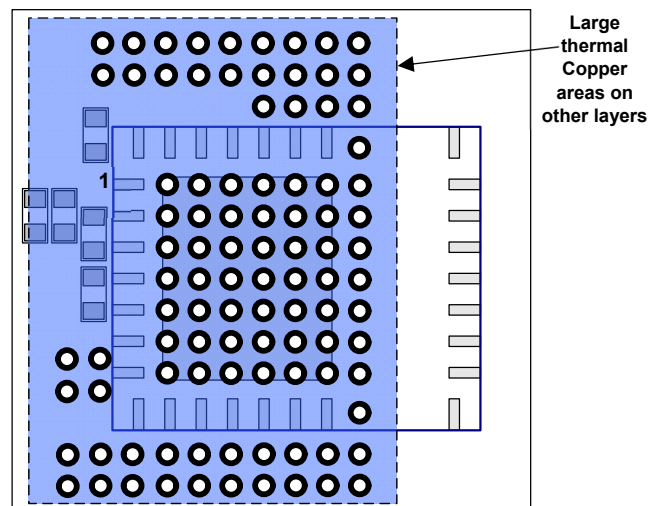 Large
thermal
Copper
areas on
other layers
1